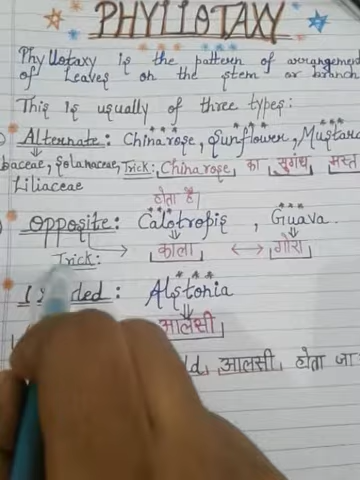 PHYLLOTAXY
Phyllotaxy is the pattern of arrangement
of Leaves on the stem or branch
This is usually of three types:
Alternate: China rose, Sunflower, Mustard
Solanaceae, Trick: China rose का सुगंध मस्त
Liliaceae होता है।
Opposite: Calotropis, Guava.
Trick: काला ↔ गोरा
Alstonia
आलसी
आलसी होता जा